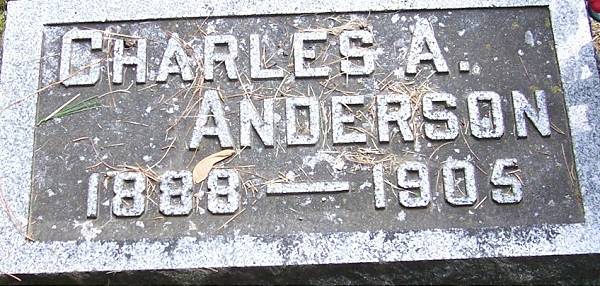 CHARLES A.
ANDERSON
1888 — 1905